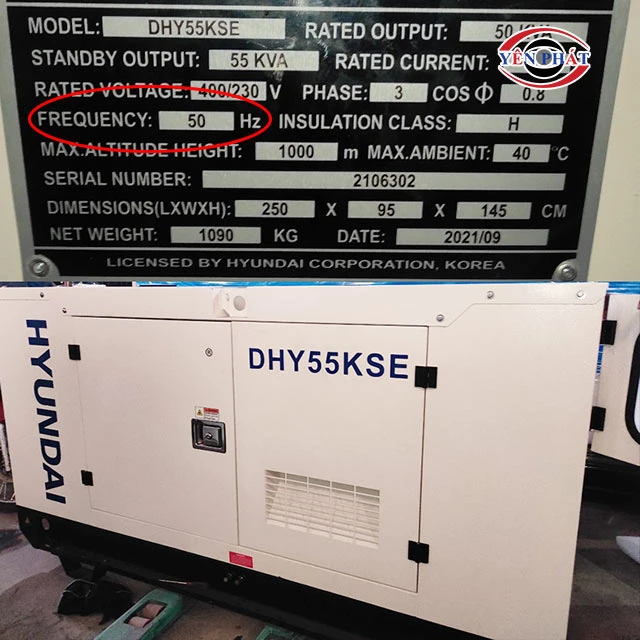 MODEL: DHY55KSE RATED OUTPUT: 50 KVA
STANDBY OUTPUT: 55 KVA RATED CURRENT:
YÊN PHÁT
RATED VOLTAGE: 400/230 V PHASE: 3 COS Φ 0.8
FREQUENCY: 50 Hz INSULATION CLASS: H
MAX.ALTITUDE HEIGHT: 1000 m MAX.AMBIENT: 40 °C
SERIAL NUMBER: 2106302
DIMENSIONS(LXWXH): 250 X 95 X 145 CM
NET WEIGHT: 1090 KG DATE: 2021/09
LICENSED BY HYUNDAI CORPORATION, KOREA
HYUNDAI
DHY55KSE